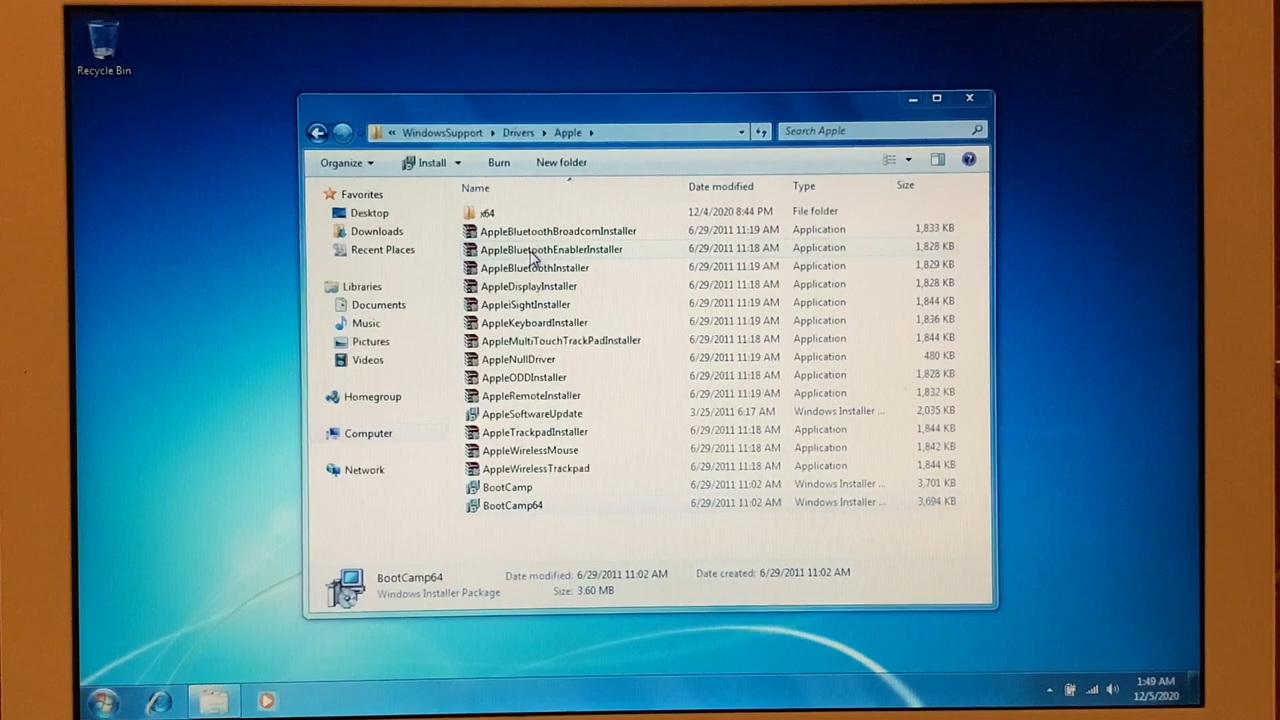 Recycle Bin
« WindowsSupport Drivers Apple
Search Apple
Organize Install Burn New folder
Name Date modified Type Size
Favorites
Desktop
Downloads
Recent Places
Libraries
Documents
Music
Pictures
Videos
Homegroup
Computer
Network
x64 12/4/2020 8:44 PM File folder
AppleBluetoothBroadcomInstaller 6/29/2011 11:19 AM Application 1,833 KB
AppleBluetoothEnablerInstaller 6/29/2011 11:18 AM Application 1,828 KB
AppleBluetoothInstaller 6/29/2011 11:19 AM Application 1,829 KB
AppleDisplayInstaller 6/29/2011 11:18 AM Application 1,828 KB
AppleiSightInstaller 6/29/2011 11:19 AM Application 1,844 KB
AppleKeyboardInstaller 6/29/2011 11:19 AM Application 1,836 KB
AppleMultiTouchTrackPadInstaller 6/29/2011 11:18 AM Application 1,844 KB
AppleNullDriver 6/29/2011 11:19 AM Application 480 KB
AppleODDInstaller 6/29/2011 11:18 AM Application 1,828 KB
AppleRemoteInstaller 6/29/2011 11:19 AM Application 1,832 KB
AppleSoftwareUpdate 3/25/2011 6:17 AM Windows Installer ... 2,035 KB
AppleTrackpadInstaller 6/29/2011 11:18 AM Application 1,844 KB
AppleWirelessMouse 6/29/2011 11:18 AM Application 1,842 KB
AppleWirelessTrackpad 6/29/2011 11:18 AM Application 1,844 KB
BootCamp 6/29/2011 11:02 AM Windows Installer ... 3,701 KB
BootCamp64 6/29/2011 11:02 AM Windows Installer ... 3,694 KB
BootCamp64 Date modified: 6/29/2011 11:02 AM Date created: 6/29/2011 11:02 AM
Windows Installer Package Size: 3.60 MB
1:49 AM
12/5/2020